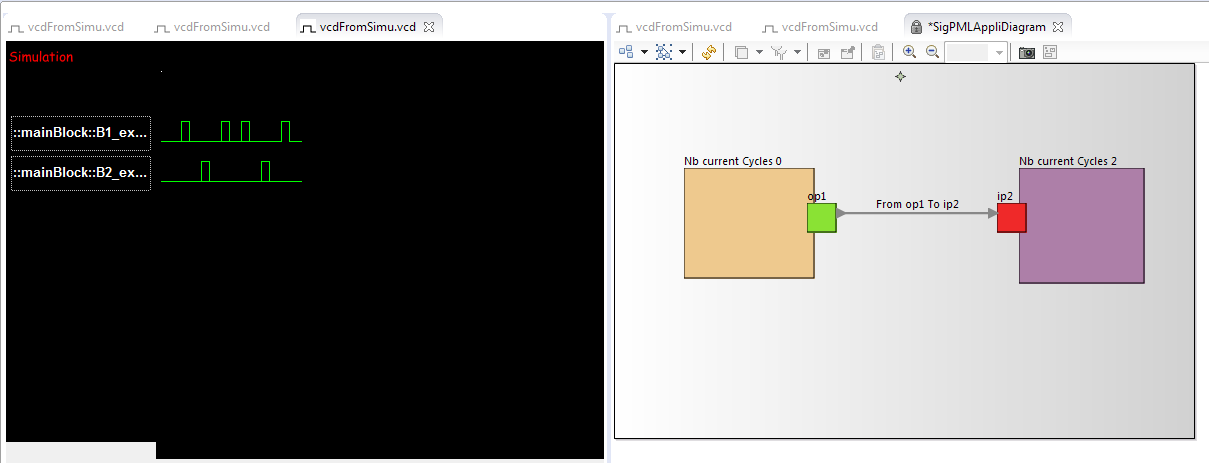 vcdFromSimu.vcd vcdFromSimu.vcd vcdFromSimu.vcd
Simulation
::mainBlock::B1_ex...
::mainBlock::B2_ex...
vcdFromSimu.vcd vcdFromSimu.vcd *SigPMLAppliDiagram
Nb current Cycles 0
Nb current Cycles 2
op1
From op1 To ip2
ip2